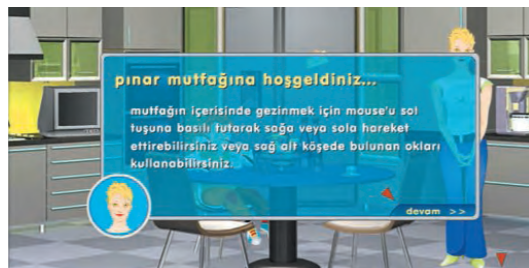 pınar mutfağına hoşgeldiniz...
mutfağın içerisinde gezinmek için mouse'u sol
tuşuna basılı tutarak sağa veya sola hareket
ettirebilirsiniz veya sağ alt köşede bulunan okları
kullanabilirsiniz.
devam >>